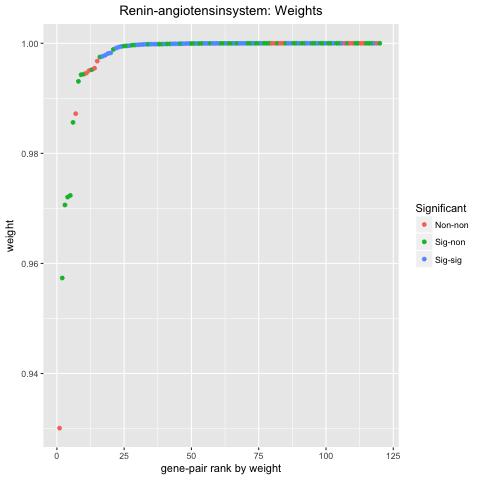 Renin-angiotensinsystem: Weights
1.00
0.98
0.96
0.94
weight
0
25
50
75
100
125
gene-pair rank by weight
Significant
Non-non
Sig-non
Sig-sig